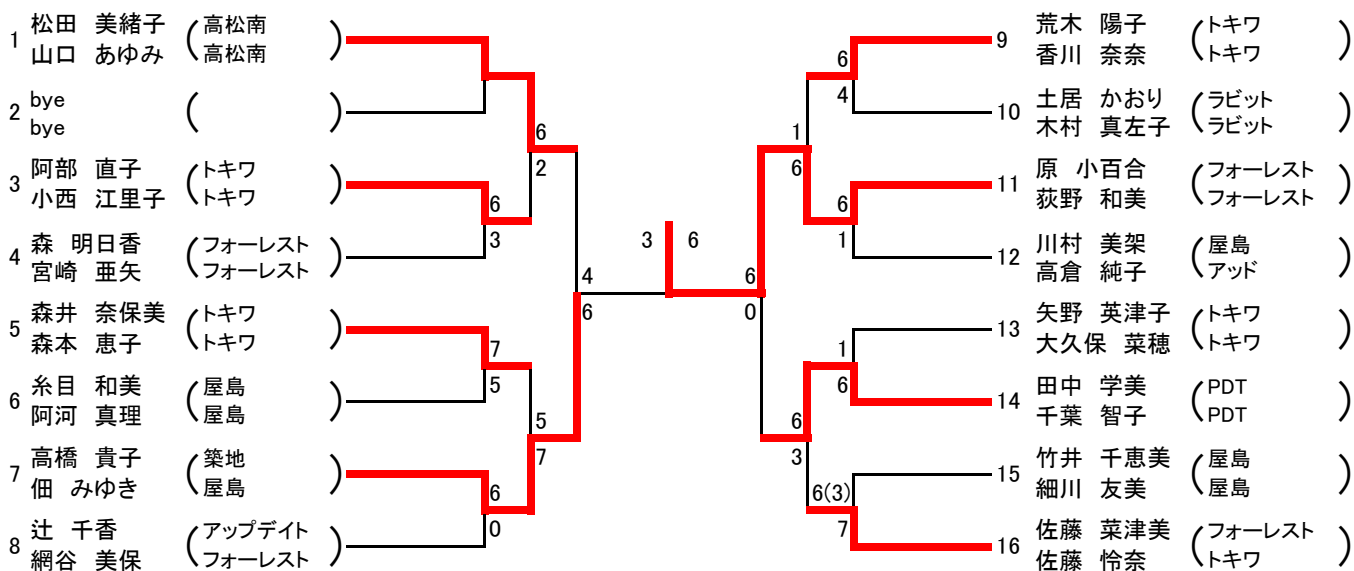 1 松田 美緒子 (高松南
山口 あゆみ 高松南)
2 bye ( )
bye
3 阿部 直子 (トキワ
小西 江里子 トキワ)
4 森 明日香 (フォーレスト
宮崎 亜矢 フォーレスト)
5 森井 奈保美 (トキワ
森本 恵子 トキワ)
6 糸目 和美 (屋島
阿河 真理 屋島)
7 高橋 貴子 (築地
佃 みゆき 屋島)
8 辻 千香 (アップデイト
網谷 美保 フォーレスト)
6
2
6
3
4
6
7
5
5
7
6
0
3 6
6
4
1
6
6
1
6
0
1
6
6
3
6(3)
7
9 荒木 陽子 (トキワ
香川 奈奈 トキワ)
10 土居 かおり (ラビット
木村 真左子 ラビット)
11 原 小百合 (フォーレスト
荻野 和美 フォーレスト)
12 川村 美架 (屋島
高倉 純子 アッド)
13 矢野 英津子 (トキワ
大久保 菜穂 トキワ)
14 田中 学美 (PDT
千葉 智子 PDT)
15 竹井 千恵美 (屋島
細川 友美 屋島)
16 佐藤 菜津美 (フォーレスト
佐藤 怜奈 トキワ)